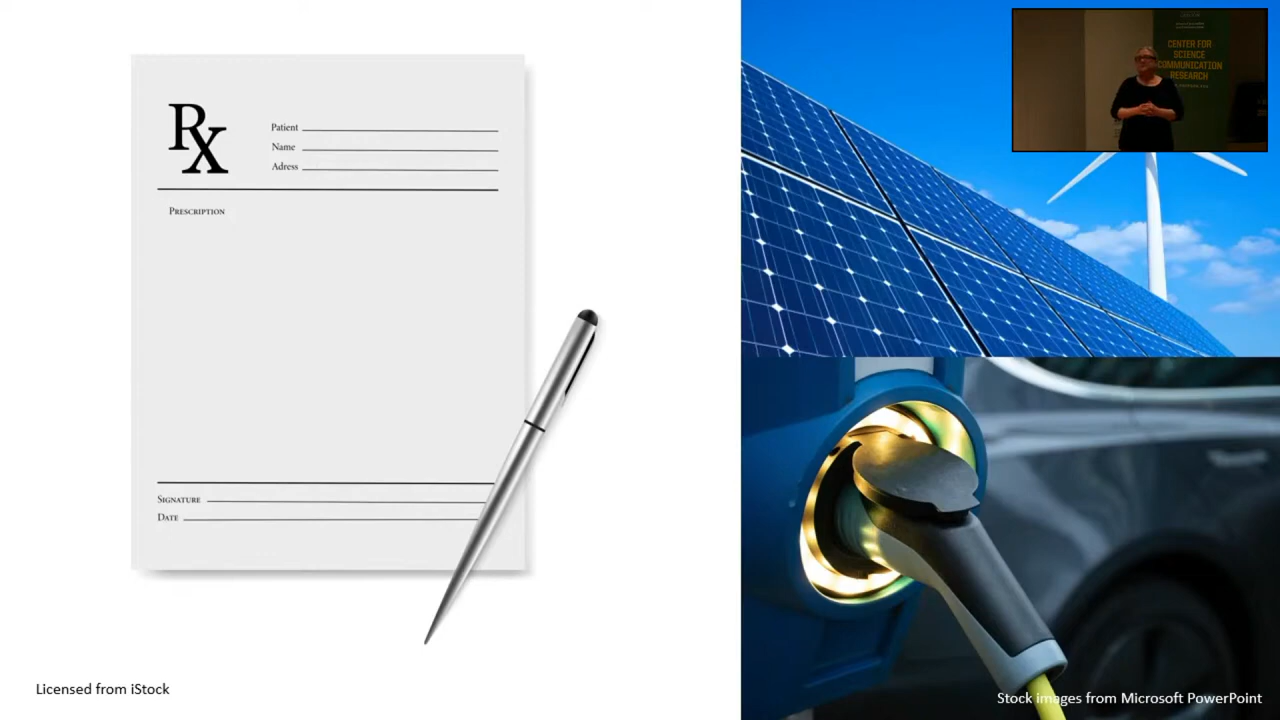 Rx
Patient
Name
Adress
Prescription
Signature
Date
Licensed from iStock
CENTER FOR
SCIENCE
COMMUNICATION
RESEARCH
Stock images from Microsoft PowerPoint